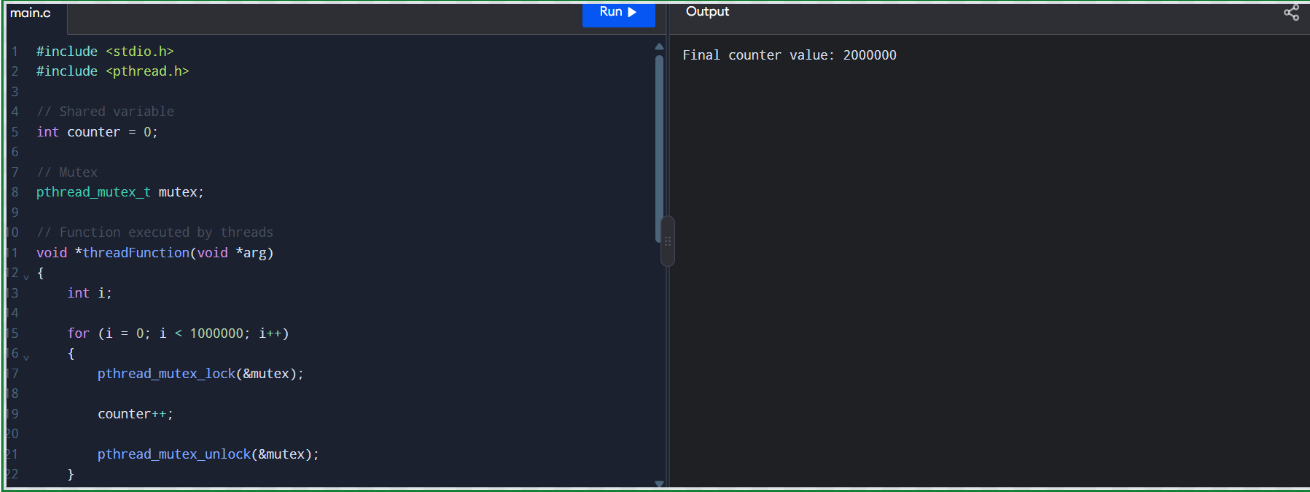 main.c
Run
Output
1 #include <stdio.h>
2 #include <pthread.h>
3
4 // Shared variable
5 int counter = 0;
6
7 // Mutex
8 pthread_mutex_t mutex;
9
10 // Function executed by threads
11 void *threadFunction(void *arg)
12 {
13 int i;
14
15 for (i = 0; i < 1000000; i++)
16 {
17 pthread_mutex_lock(&mutex);
18
19 counter++;
20
21 pthread_mutex_unlock(&mutex);
22 }
Final counter value: 2000000